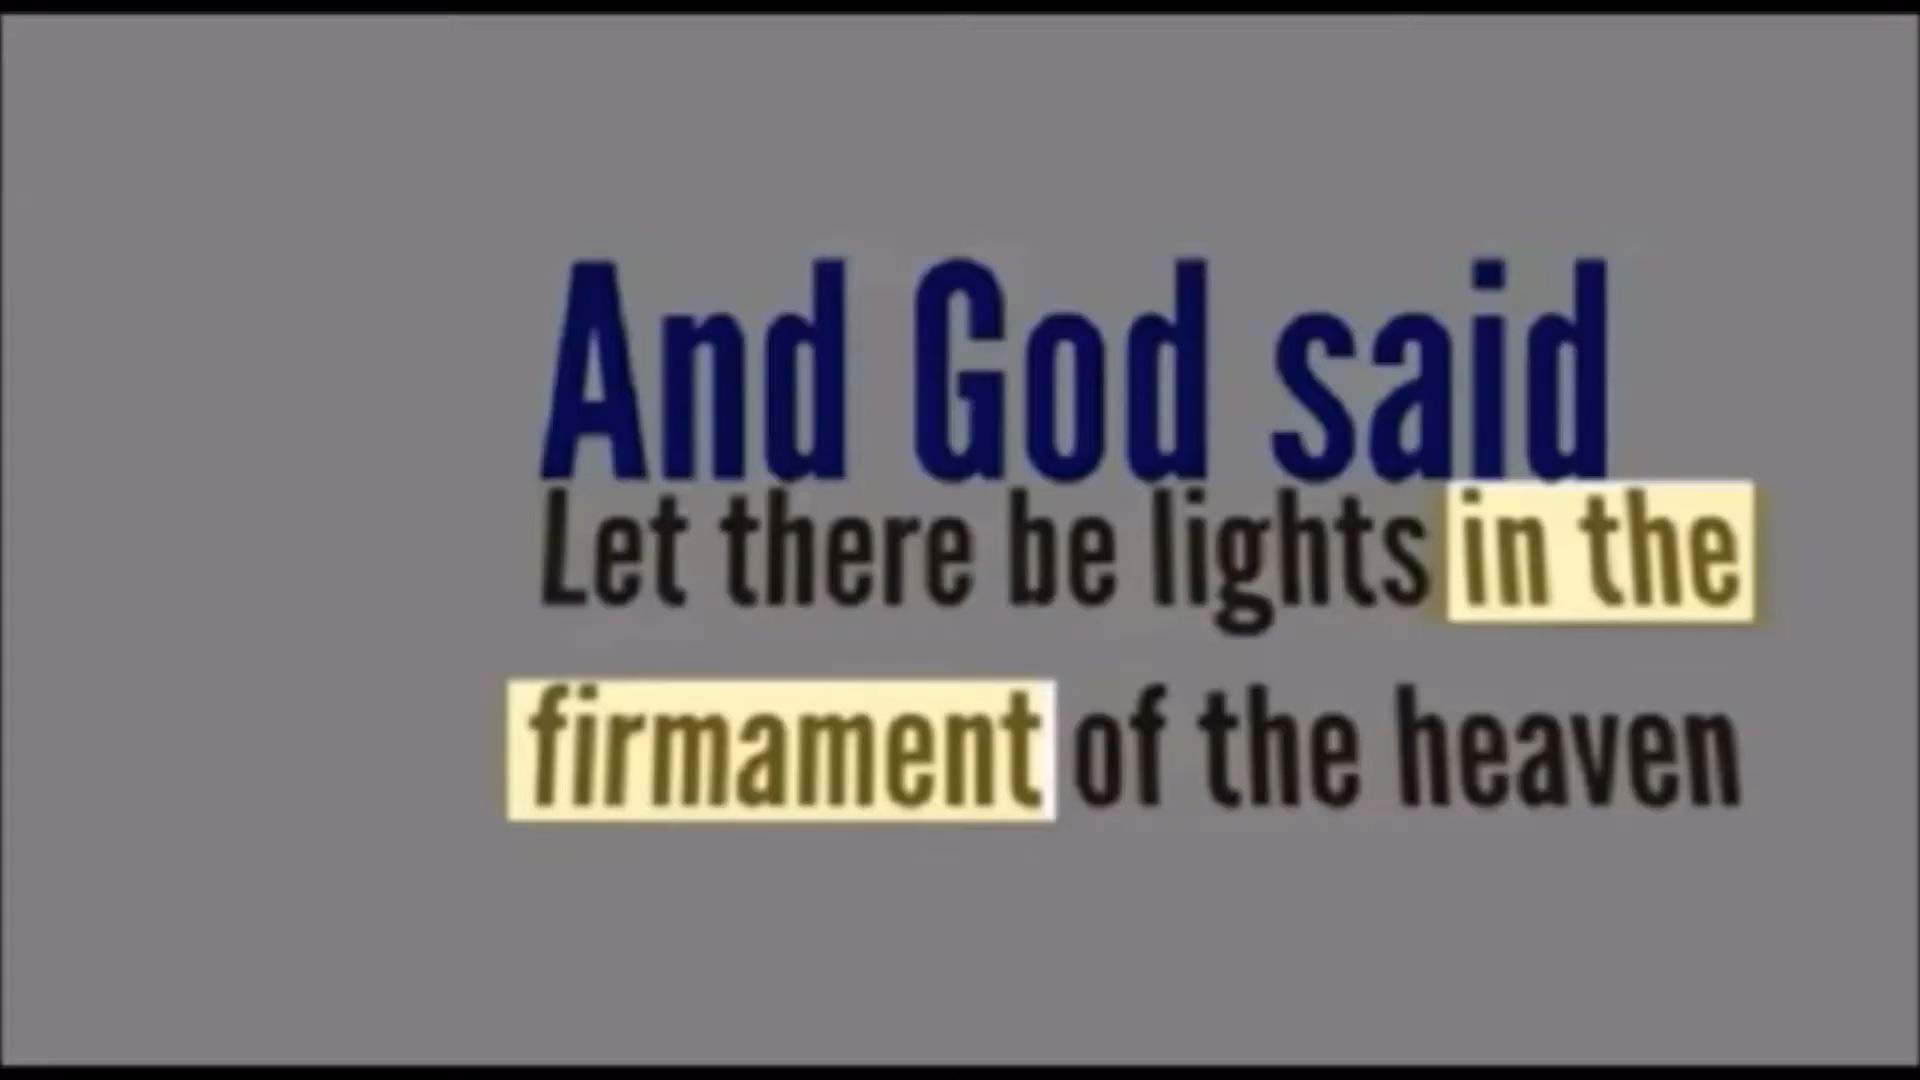 And God said
Let there be lights in the
firmament of the heaven